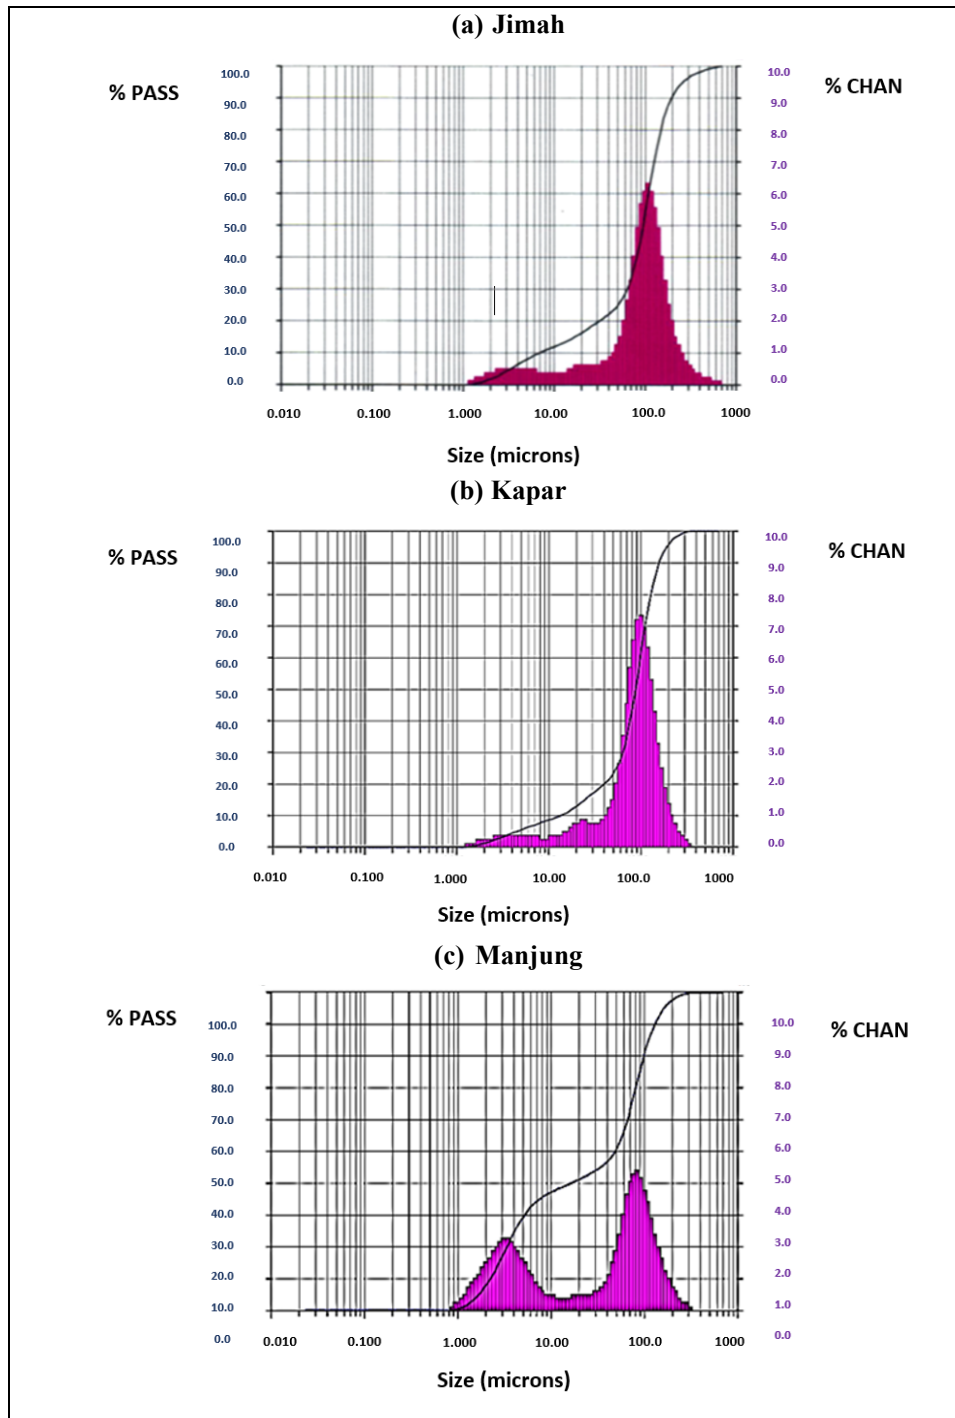 (a) Jimah
% PASS
% CHAN
100.0 10.0
90.0 9.0
80.0 8.0
70.0 7.0
60.0 6.0
50.0 5.0
40.0 4.0
30.0 3.0
20.0 2.0
10.0 1.0
0.0 0.0
0.010 0.100 1.000 10.00 100.0 1000
Size (microns)
(b) Kapar
% PASS
% CHAN
100.0 10.0
90.0 9.0
80.0 8.0
70.0 7.0
60.0 6.0
50.0 5.0
40.0 4.0
30.0 3.0
20.0 2.0
10.0 1.0
0.0 0.0
0.010 0.100 1.000 10.00 100.0 1000
Size (microns)
(c) Manjung
% PASS
% CHAN
100.0 10.0
90.0 9.0
80.0 8.0
70.0 7.0
60.0 6.0
50.0 5.0
40.0 4.0
30.0 3.0
20.0 2.0
10.0 1.0
0.0 0.0
0.010 0.100 1.000 10.00 100.0 1000
Size (microns)